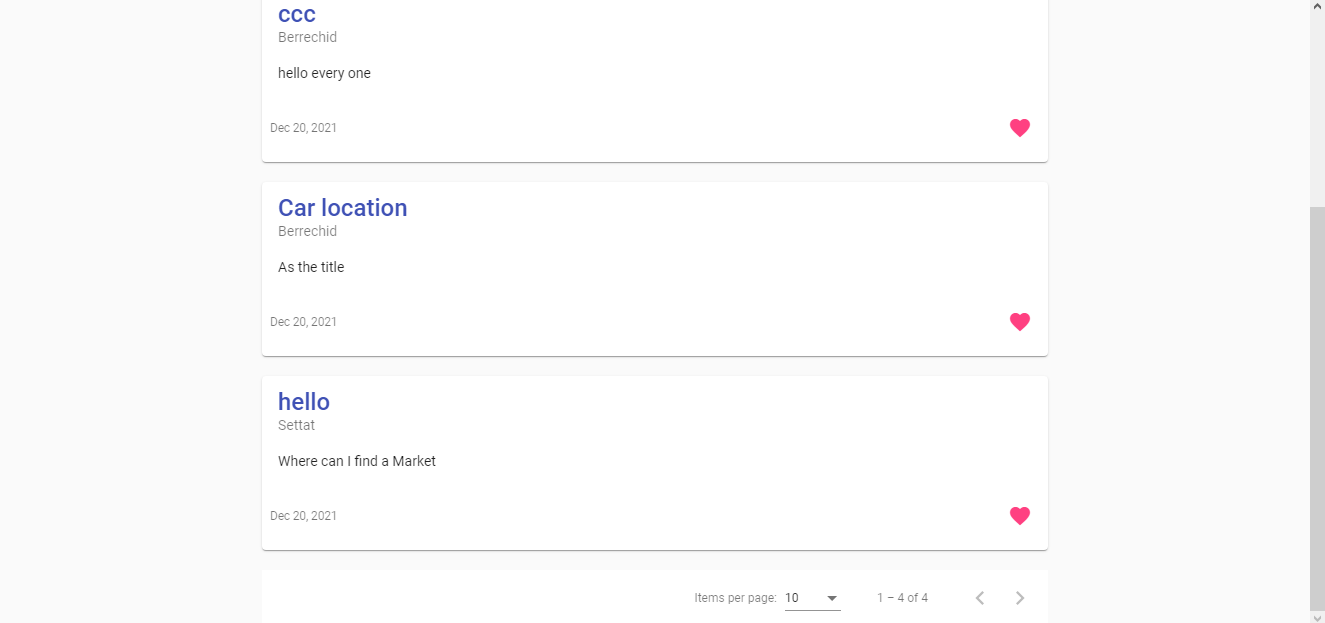 ccc
Berrechid
hello every one
Dec 20, 2021
Car location
Berrechid
As the title
Dec 20, 2021
hello
Settat
Where can I find a Market
Dec 20, 2021
Items per page: 10 1 – 4 of 4